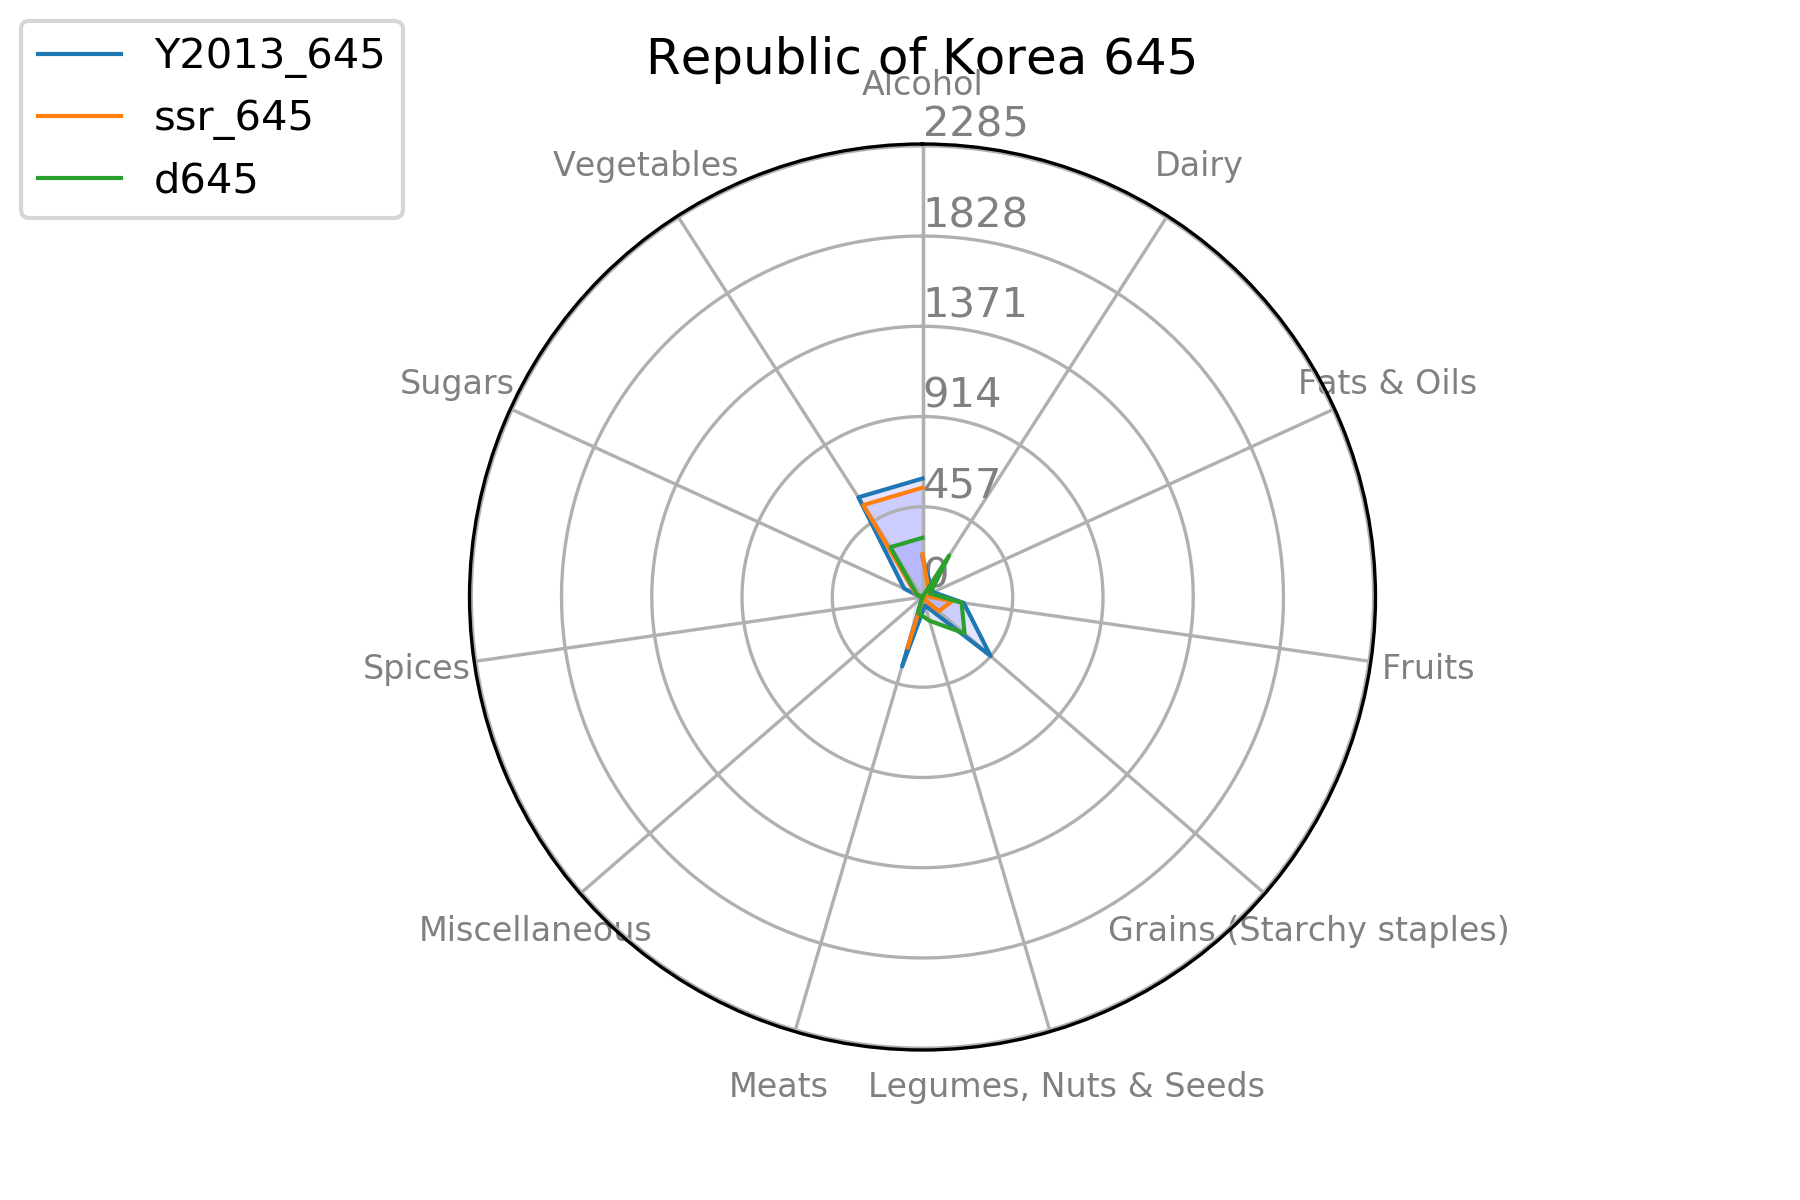 Republic of Korea 645
Y2013_645
ssr_645
d645
Alcohol
2285
Vegetables
Dairy
1828
1371
Sugars
Fats & Oils
914
457
0
Spices
Fruits
Miscellaneous
Grains (Starchy staples)
Meats
Legumes, Nuts & Seeds